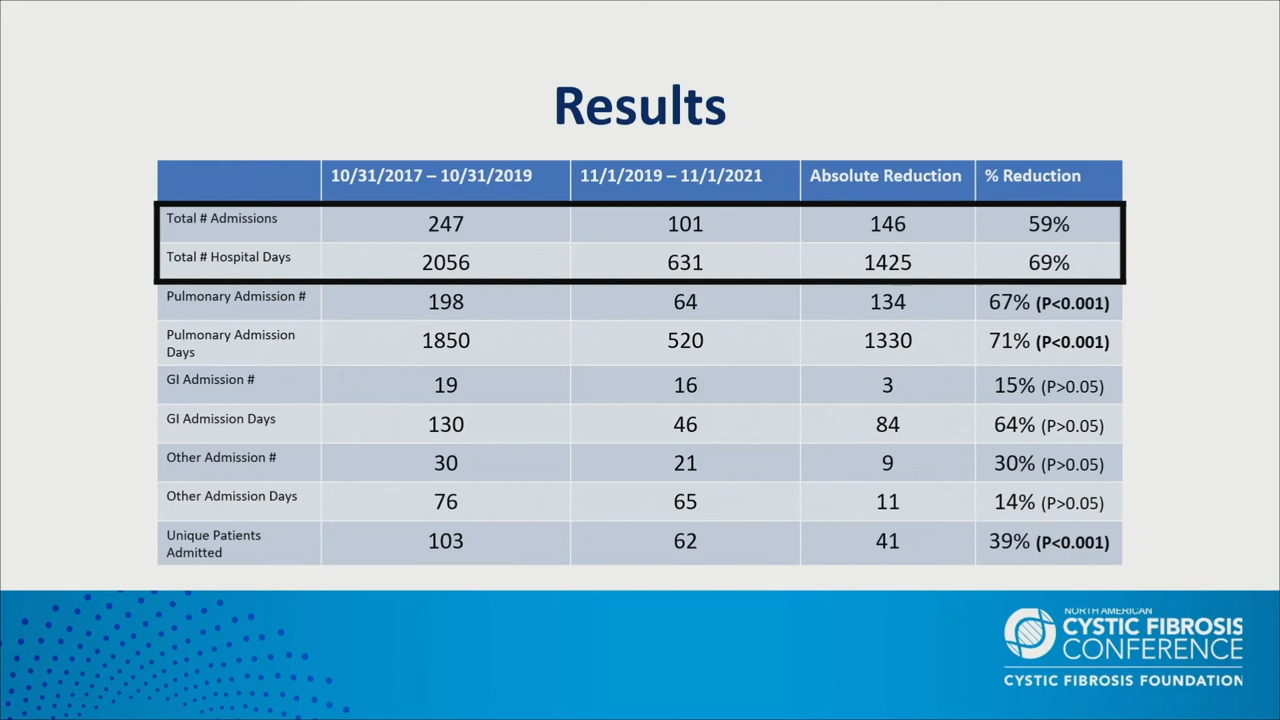 Results
10/31/2017 – 10/31/2019 11/1/2019 – 11/1/2021 Absolute Reduction % Reduction
Total # Admissions 247 101 146 59%
Total # Hospital Days 2056 631 1425 69%
Pulmonary Admission # 198 64 134 67% (P<0.001)
Pulmonary Admission
Days 1850 520 1330 71% (P<0.001)
GI Admission # 19 16 3 15% (P>0.05)
GI Admission Days 130 46 84 64% (P>0.05)
Other Admission # 30 21 9 30% (P>0.05)
Other Admission Days 76 65 11 14% (P>0.05)
Unique Patients
Admitted 103 62 41 39% (P<0.001)
NORTH AMERICAN
CYSTIC FIBROSIS
CONFERENCE
CYSTIC FIBROSIS FOUNDATION